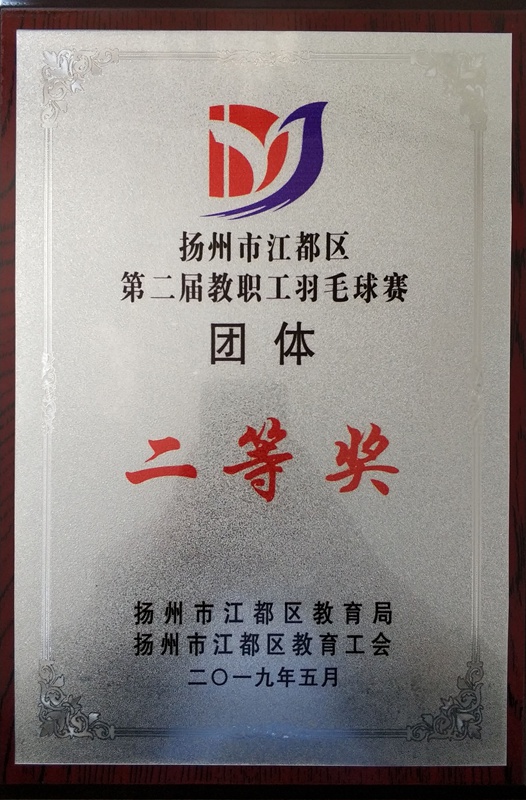 扬州市江都区
第二届教职工羽毛球赛
团体
二等奖
扬州市江都区教育局
扬州市江都区教育工会
二〇一九年五月